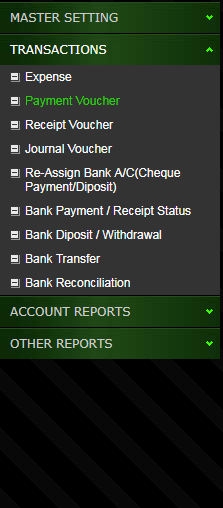 MASTER SETTING
TRANSACTIONS
Expense
Payment Voucher
Receipt Voucher
Journal Voucher
Re-Assign Bank A/C(Cheque
Payment/Diposit)
Bank Payment / Receipt Status
Bank Diposit / Withdrawal
Bank Transfer
Bank Reconciliation
ACCOUNT REPORTS
OTHER REPORTS